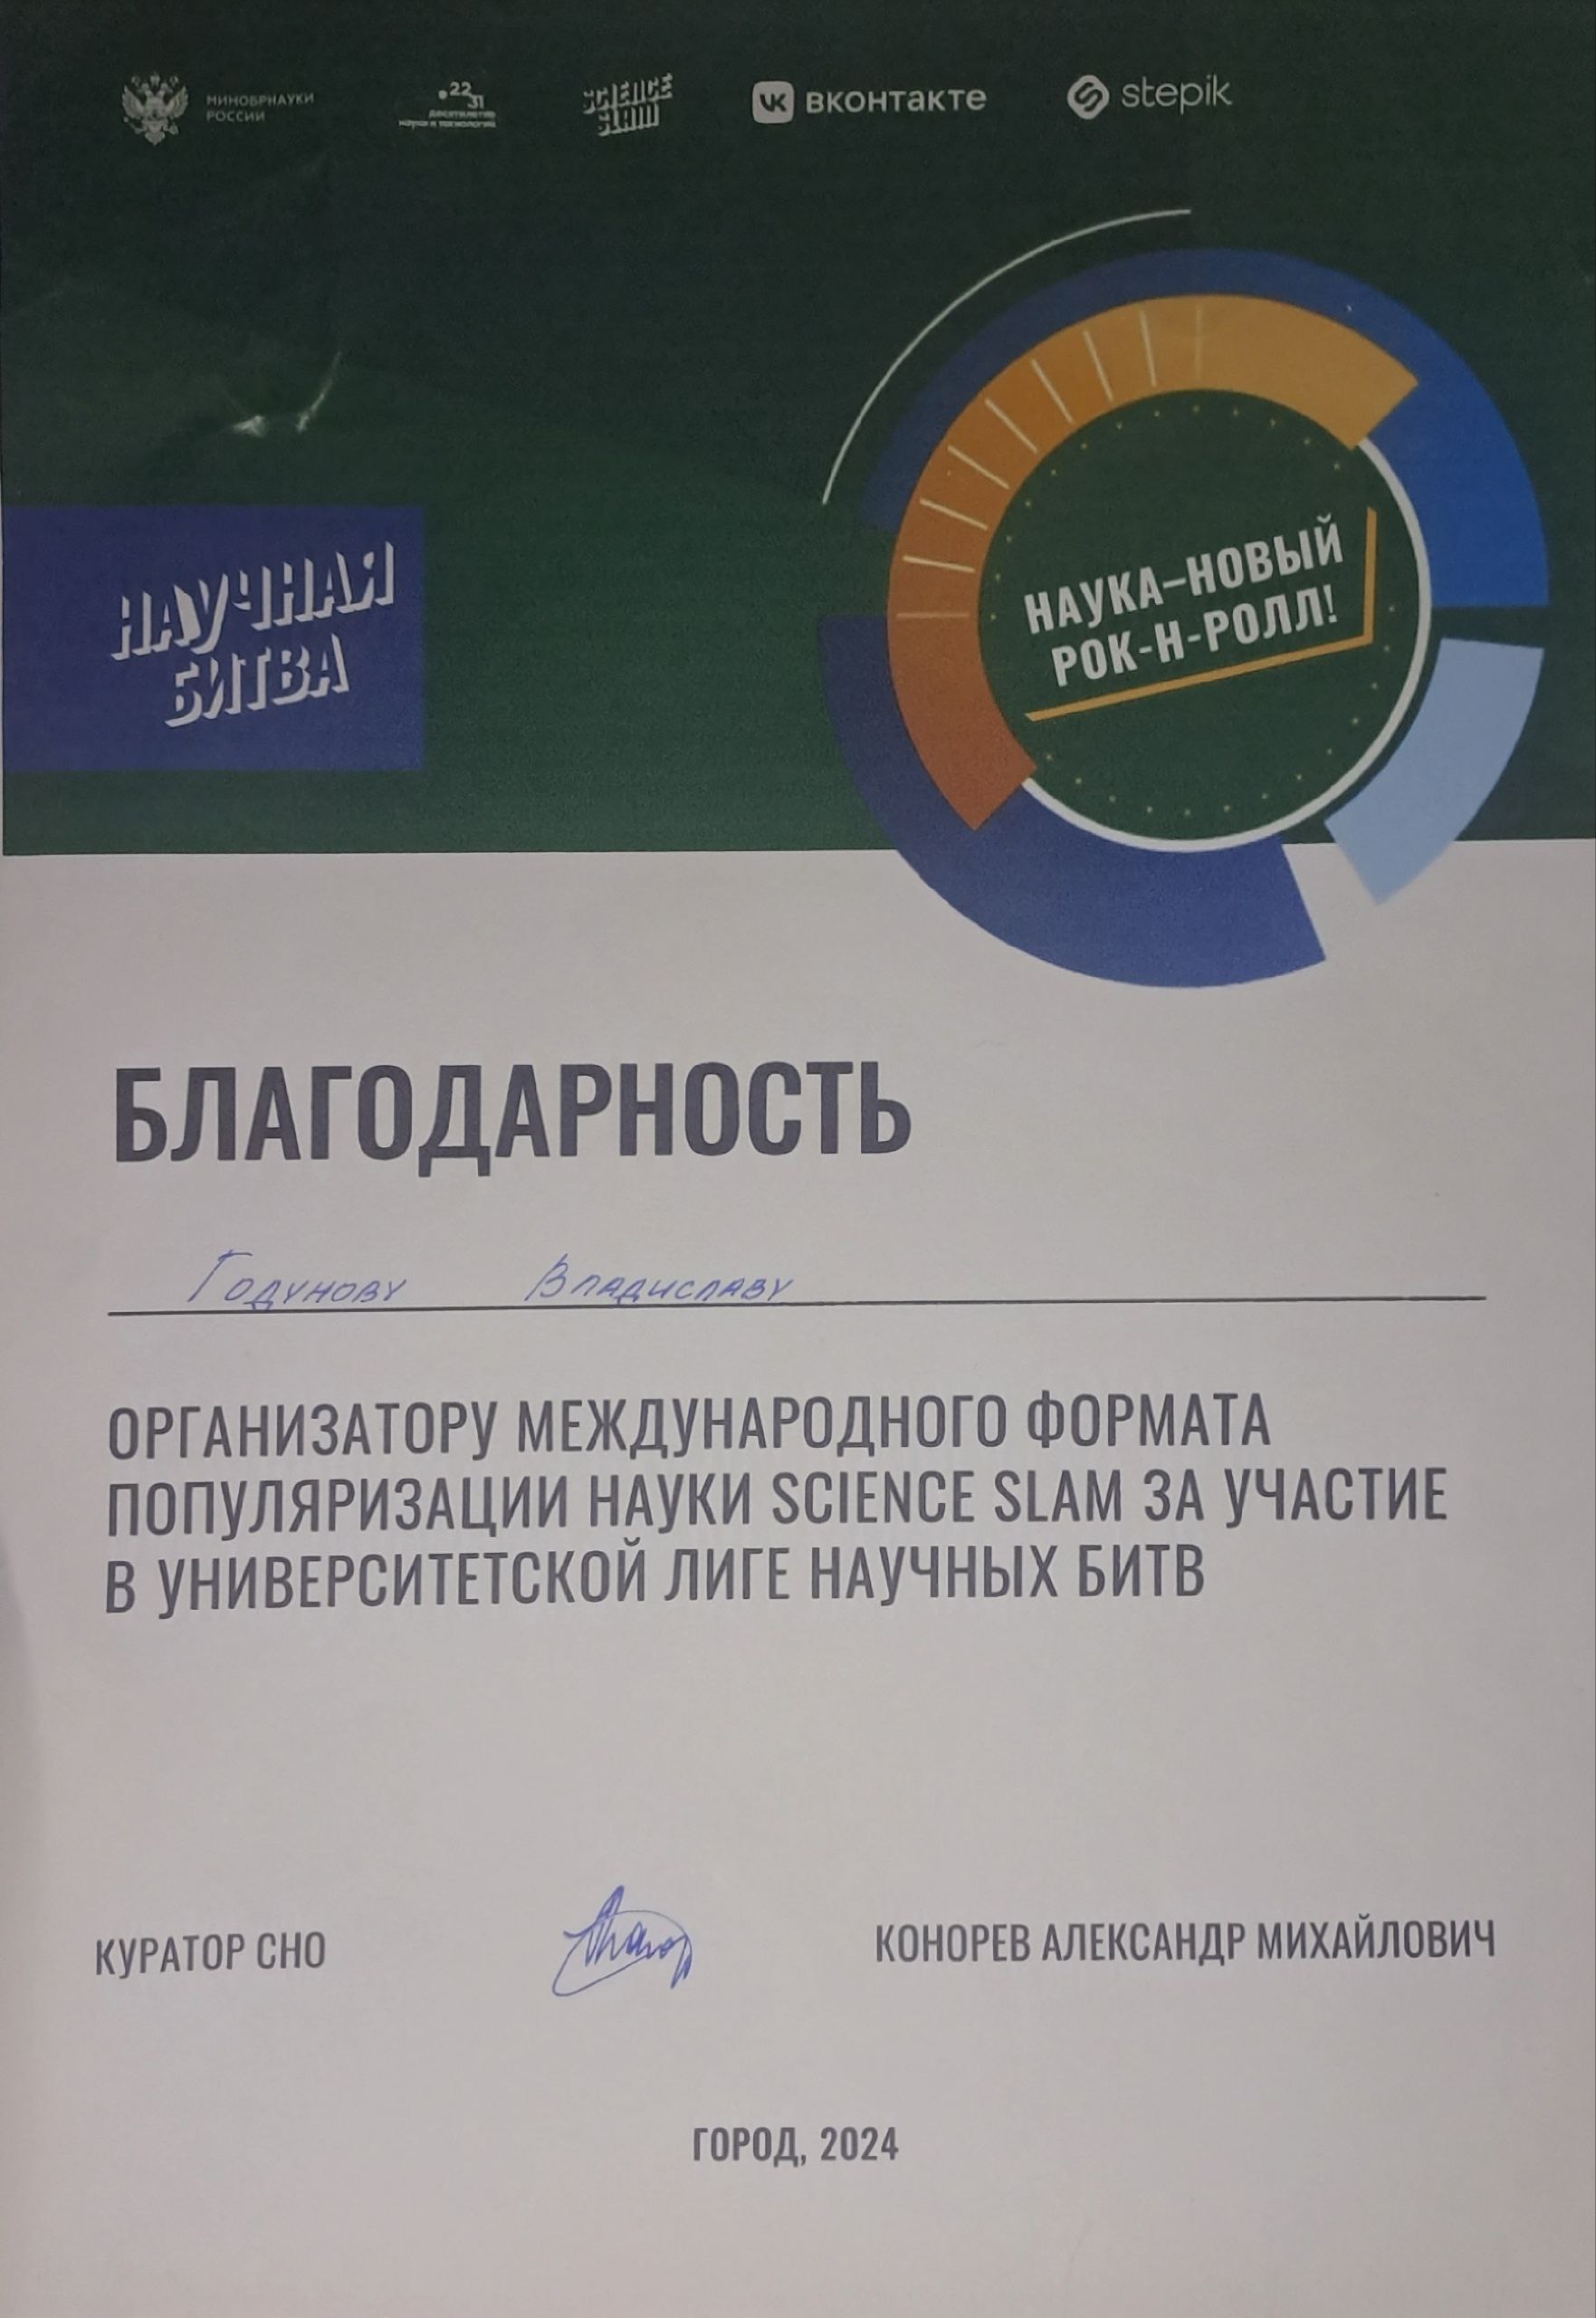 МИНОБРНАУКИ
РОССИИ
22
31
ДЕСЯТИЛЕТИЕ
НАУКИ И ТЕХНОЛОГИЙ
SCIENCE
SLAM
ВКОНТАКТЕ
stepik
НАУЧНАЯ
БИТВА
НАУКА–НОВЫЙ
РОК-Н-РОЛЛ!
БЛАГОДАРНОСТЬ
Годунову Владиславу
ОРГАНИЗАТОРУ МЕЖДУНАРОДНОГО ФОРМАТА
ПОПУЛЯРИЗАЦИИ НАУКИ SCIENCE SLAM ЗА УЧАСТИЕ
В УНИВЕРСИТЕТСКОЙ ЛИГЕ НАУЧНЫХ БИТВ
КУРАТОР СНО
КОНОРЕВ АЛЕКСАНДР МИХАЙЛОВИЧ
ГОРОД, 2024